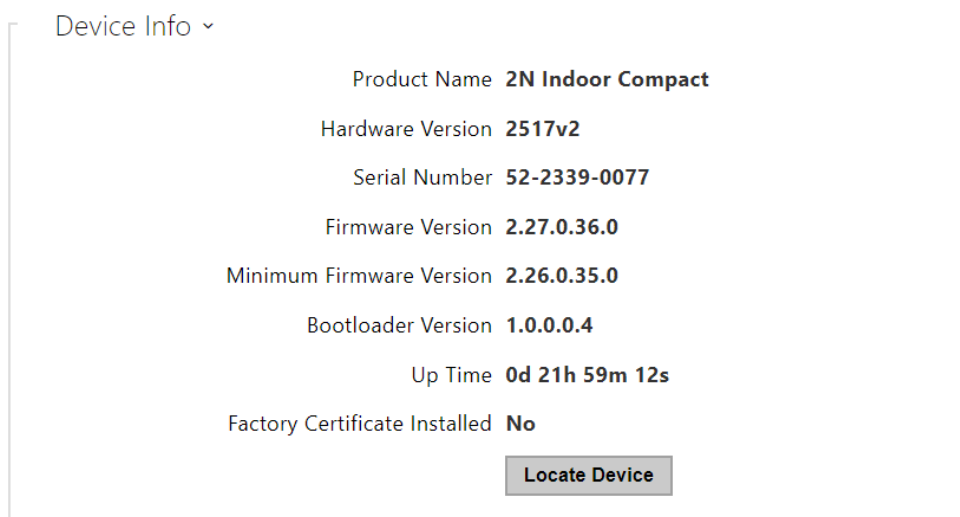 Device Info
Product Name 2N Indoor Compact
Hardware Version 2517v2
Serial Number 52-2339-0077
Firmware Version 2.27.0.36.0
Minimum Firmware Version 2.26.0.35.0
Bootloader Version 1.0.0.0.4
Up Time 0d 21h 59m 12s
Factory Certificate Installed No
Locate Device